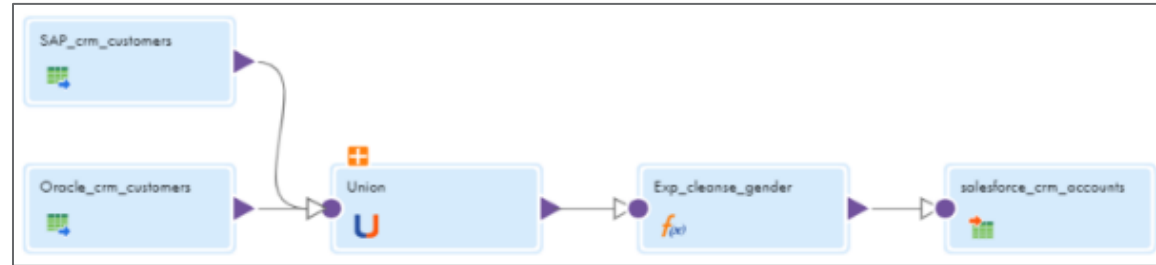 SAP_crm_customers
Oracle_crm_customers
Union
Exp_cleanse_gender
salesforce_crm_accounts
f(x)